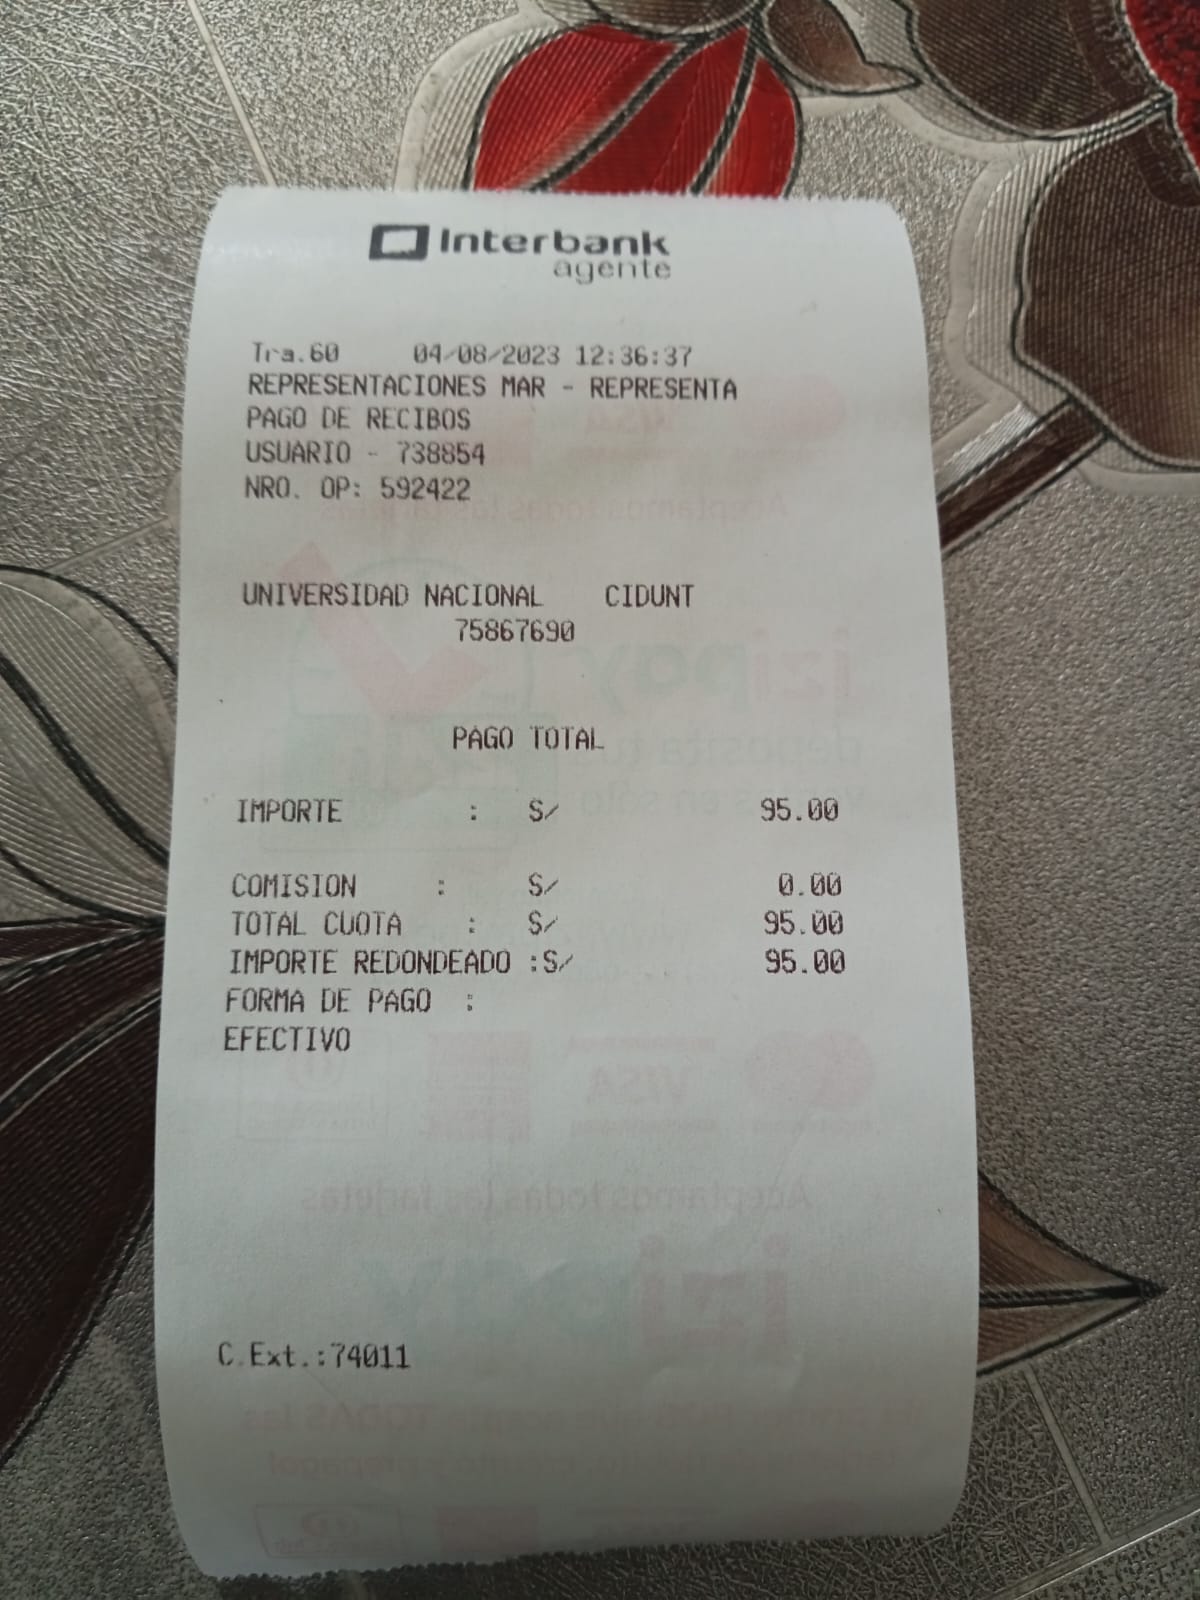 Interbank
agente
Tra.60 04/08/2023 12:36:37
REPRESENTACIONES MAR - REPRESENTA
PAGO DE RECIBOS
USUARIO - 738854
NRO. OP: 592422
UNIVERSIDAD NACIONAL CIDUNT
75867690
PAGO TOTAL
IMPORTE : S/ 95.00
COMISION : S/ 0.00
TOTAL CUOTA : S/ 95.00
IMPORTE REDONDEADO :S/ 95.00
FORMA DE PAGO :
EFECTIVO
C.Ext.:74011